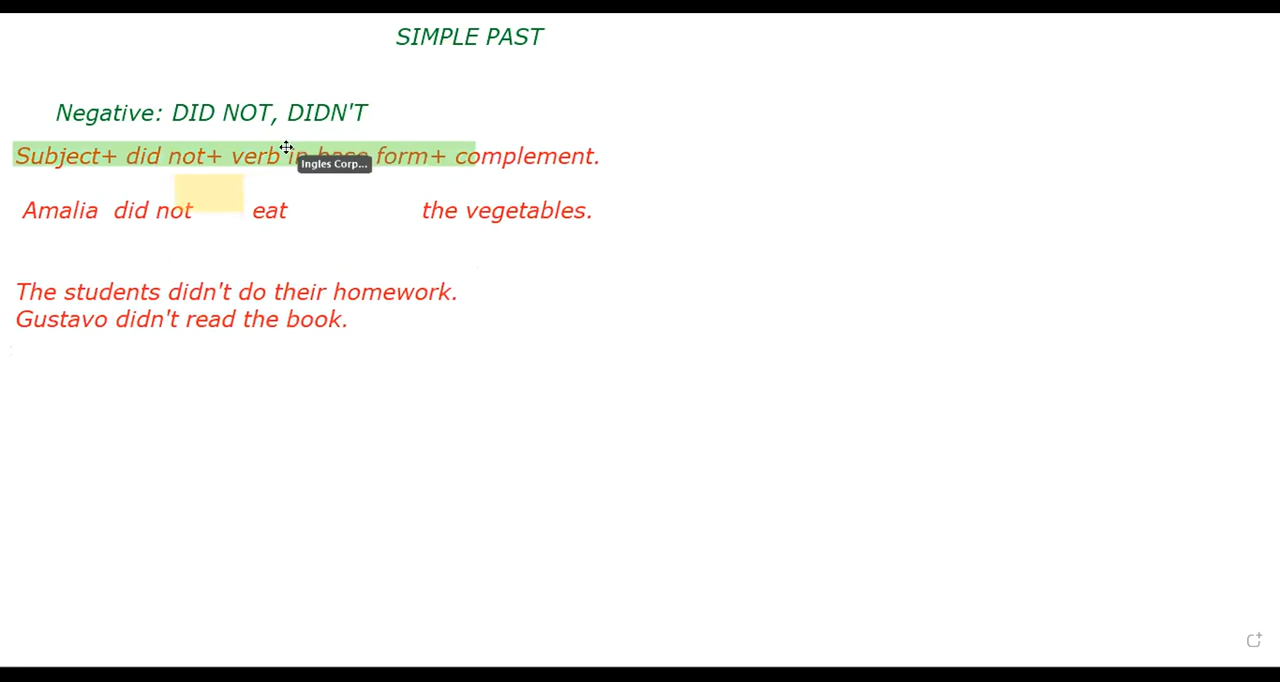 SIMPLE PAST
Negative: DID NOT, DIDN'T
Subject+ did not+ verb in base form+ complement.
Ingles Corp...
Amalia did not eat the vegetables.
The students didn't do their homework.
Gustavo didn't read the book.